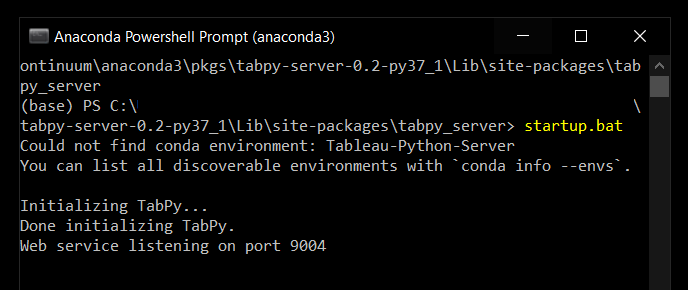 Anaconda Powershell Prompt (anaconda3)
ontinuum\anaconda3\pkgs\tabpy-server-0.2-py37_1\Lib\site-packages\tab
py_server
(base) PS C:\ \
tabpy-server-0.2-py37_1\Lib\site-packages\tabpy_server> startup.bat
Could not find conda environment: Tableau-Python-Server
You can list all discoverable environments with `conda info --envs`.
Initializing TabPy...
Done initializing TabPy.
Web service listening on port 9004